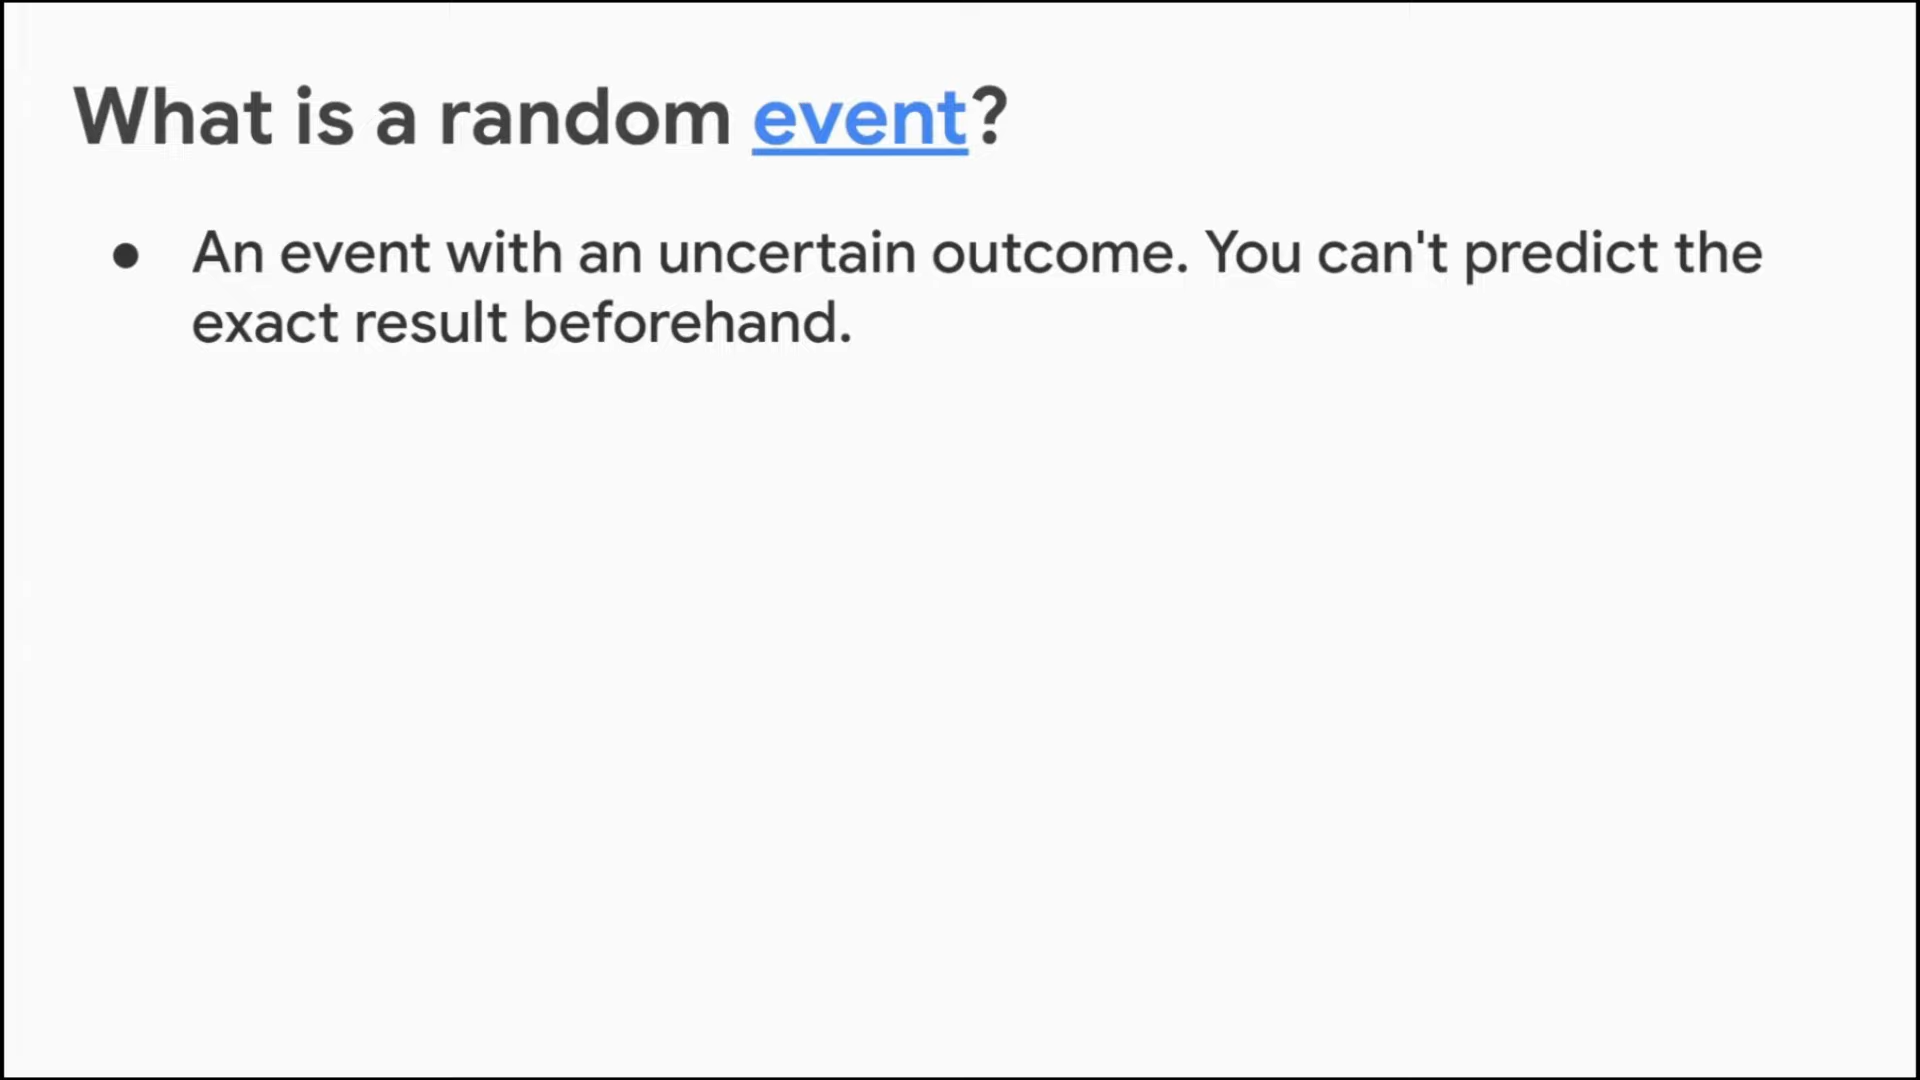 What is a random event?
● An event with an uncertain outcome. You can't predict the
exact result beforehand.